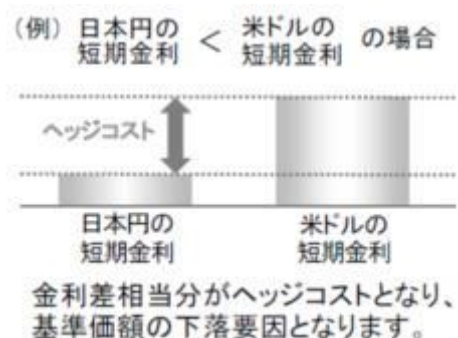 (例) 日本円の短期金利 < 米ドルの短期金利 の場合
ヘッジコスト
日本円の 米ドルの
短期金利 短期金利
金利差相当分がヘッジコストとなり、
基準価額の下落要因となります。